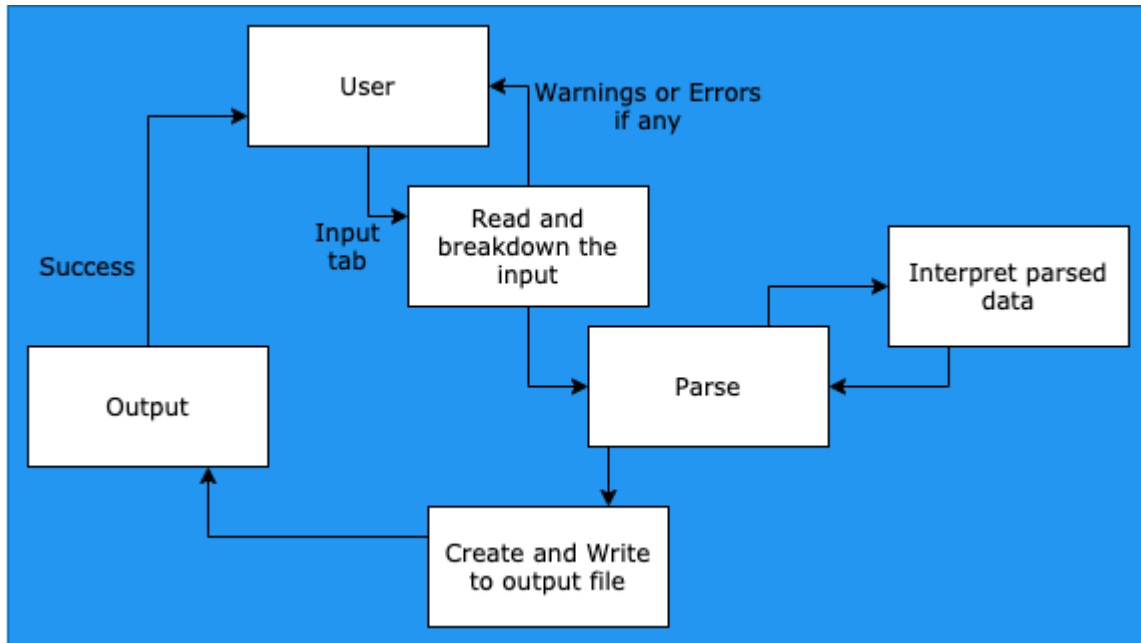 User
Warnings or Errors
if any
Input
tab
Read and
breakdown the
input
Success
Interpret parsed
data
Parse
Output
Create and Write
to output file